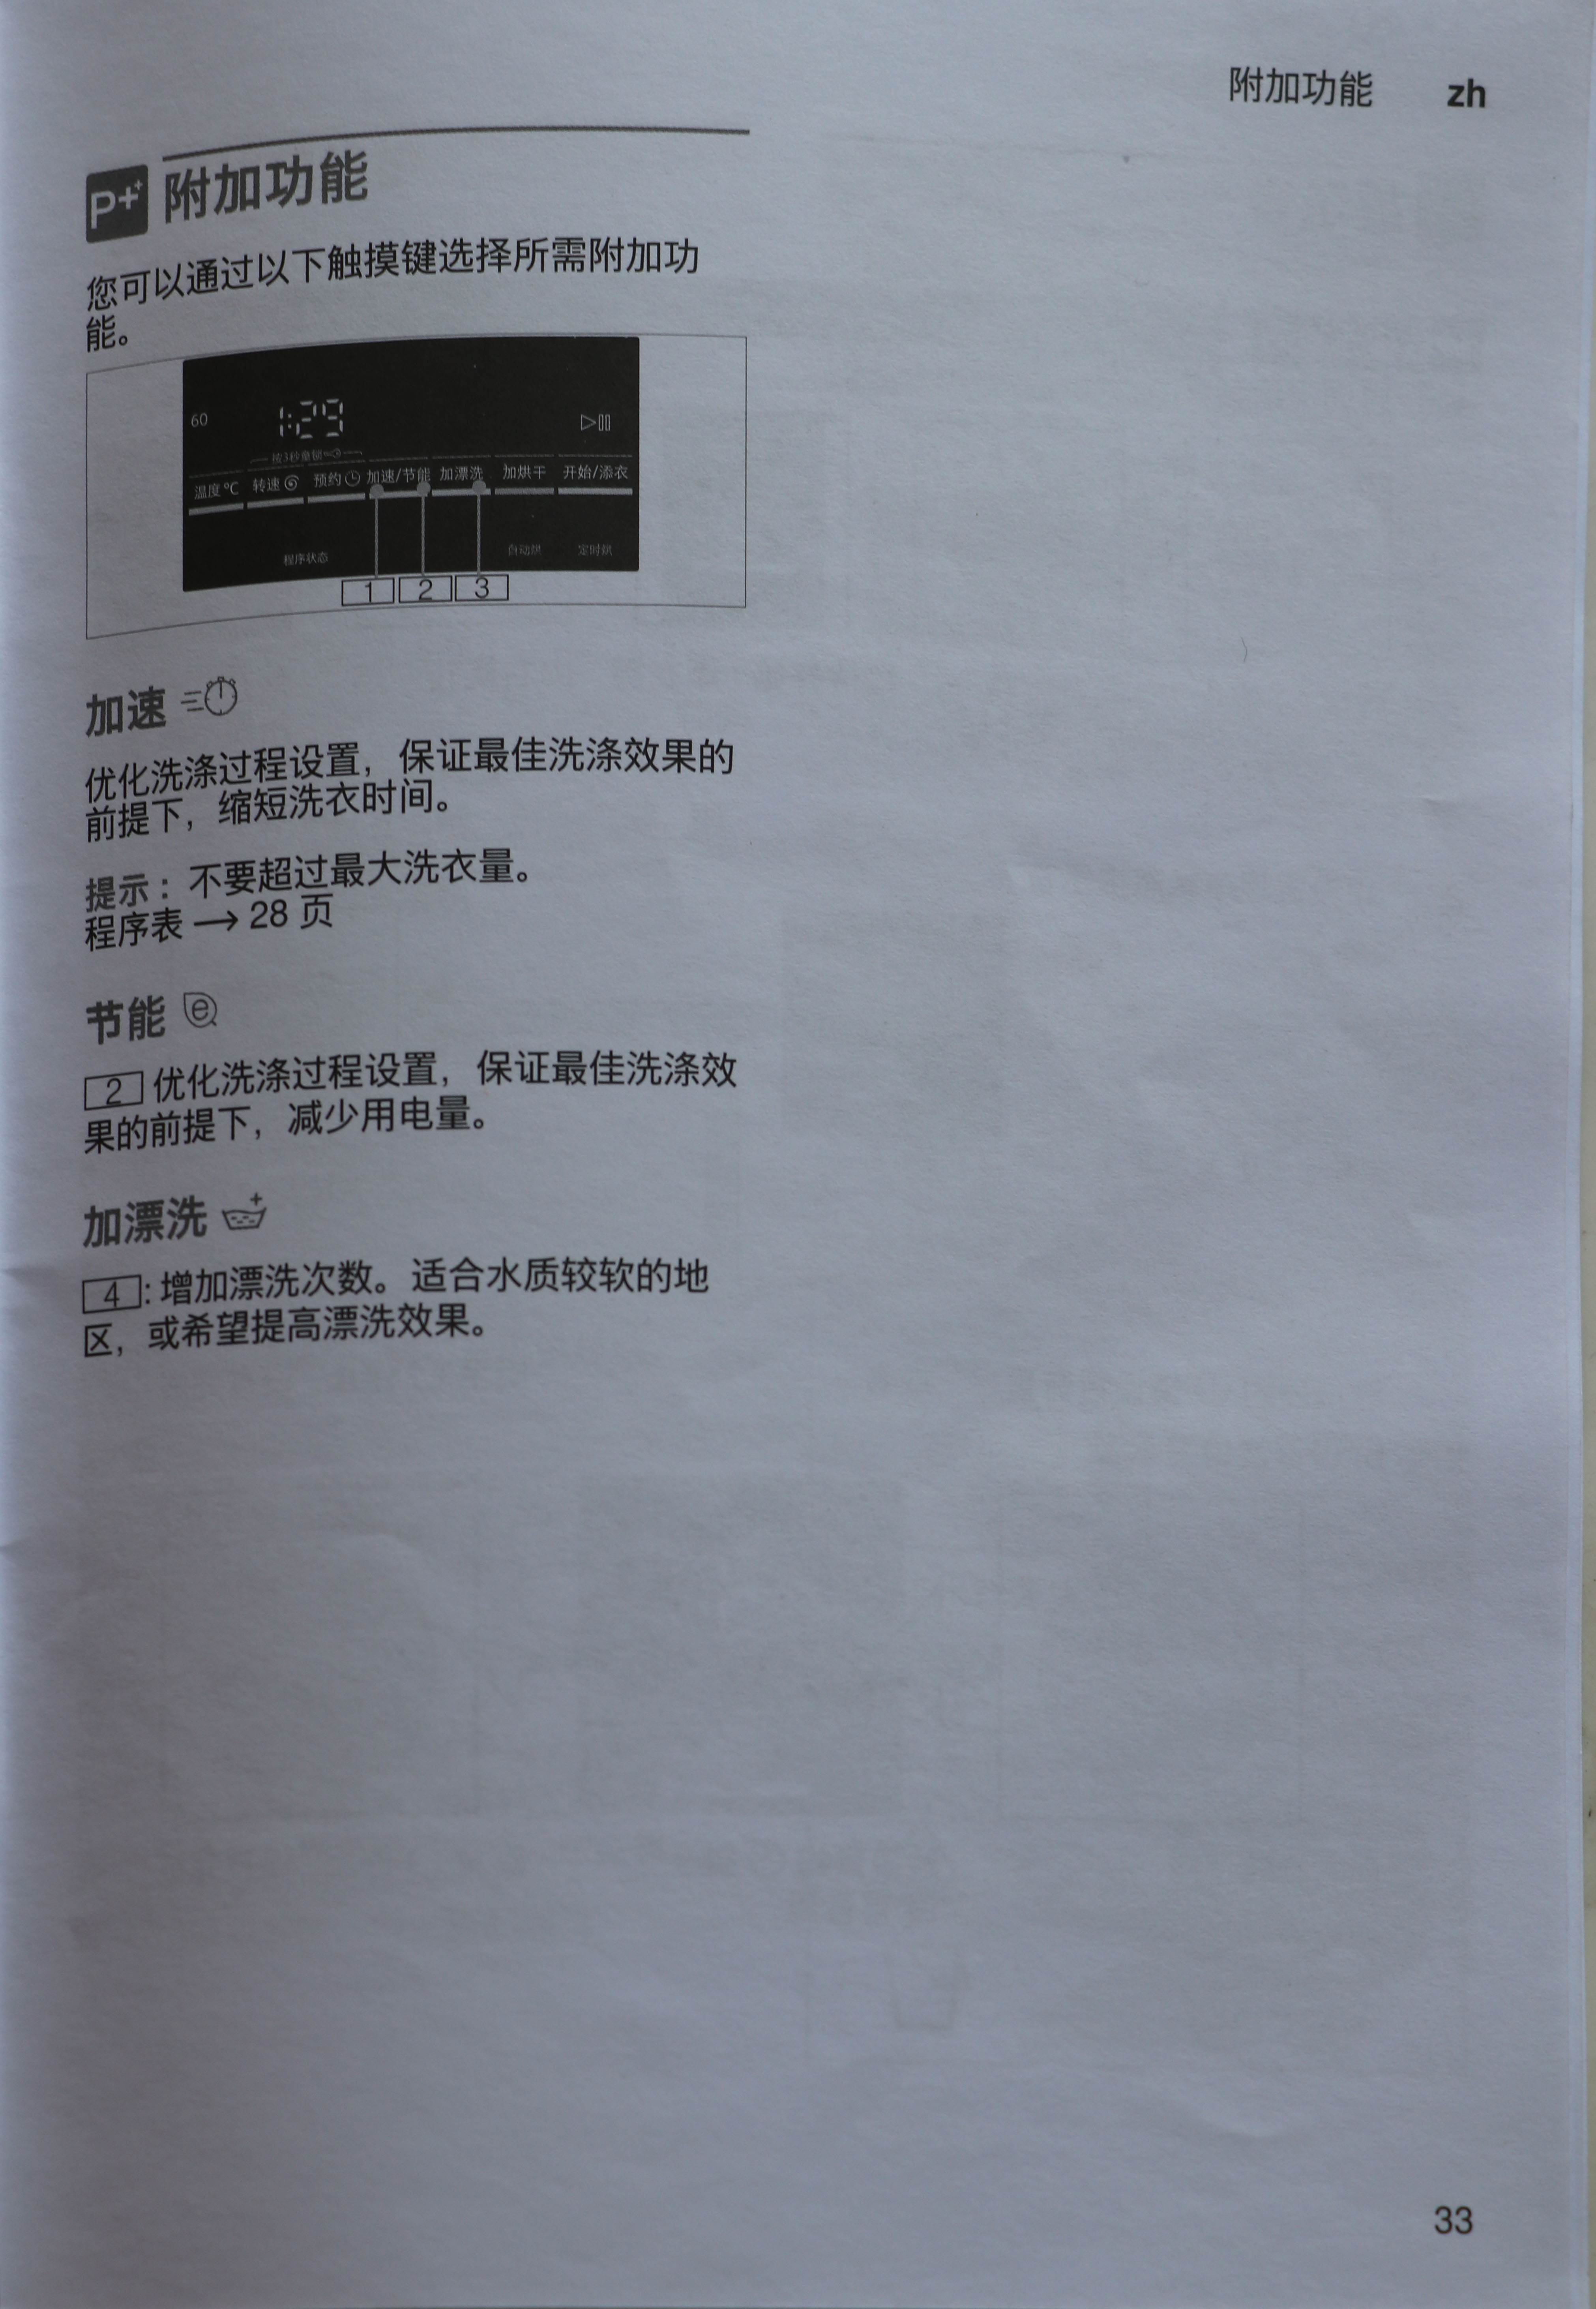 附加功能 zh
P++ 附加功能
您可以通过以下触摸键选择所需附加功
能。
60 1:29
按3秒童锁
温度 °C 转速 预约 加速/节能 加漂洗 加烘干 开始/添衣
程序状态 自动烘 定时烘
1 2 3
加速
优化洗涤过程设置，保证最佳洗涤效果的
前提下，缩短洗衣时间。
提示：不要超过最大洗衣量。
程序表 → 28 页
节能 e
2 优化洗涤过程设置，保证最佳洗涤效
果的前提下，减少用电量。
加漂洗
4: 增加漂洗次数。适合水质较软的地
区，或希望提高漂洗效果。
33